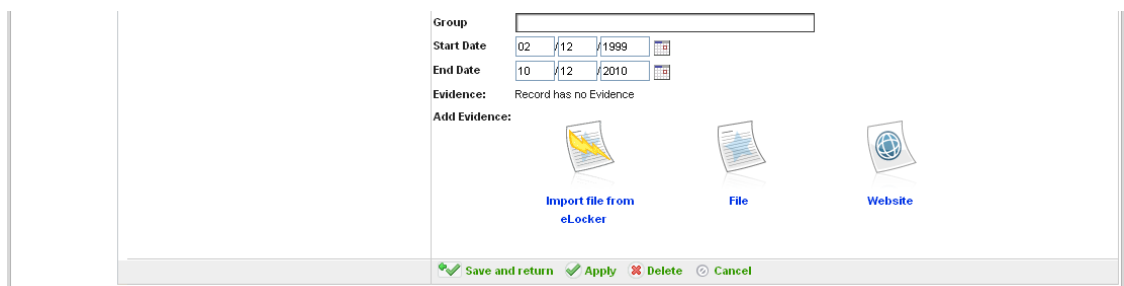 Group
Start Date 02 / 12 / 1999
End Date 10 / 12 / 2010
Evidence: Record has no Evidence
Add Evidence:
Import file from eLocker
File
Website
Save and return Apply Delete Cancel